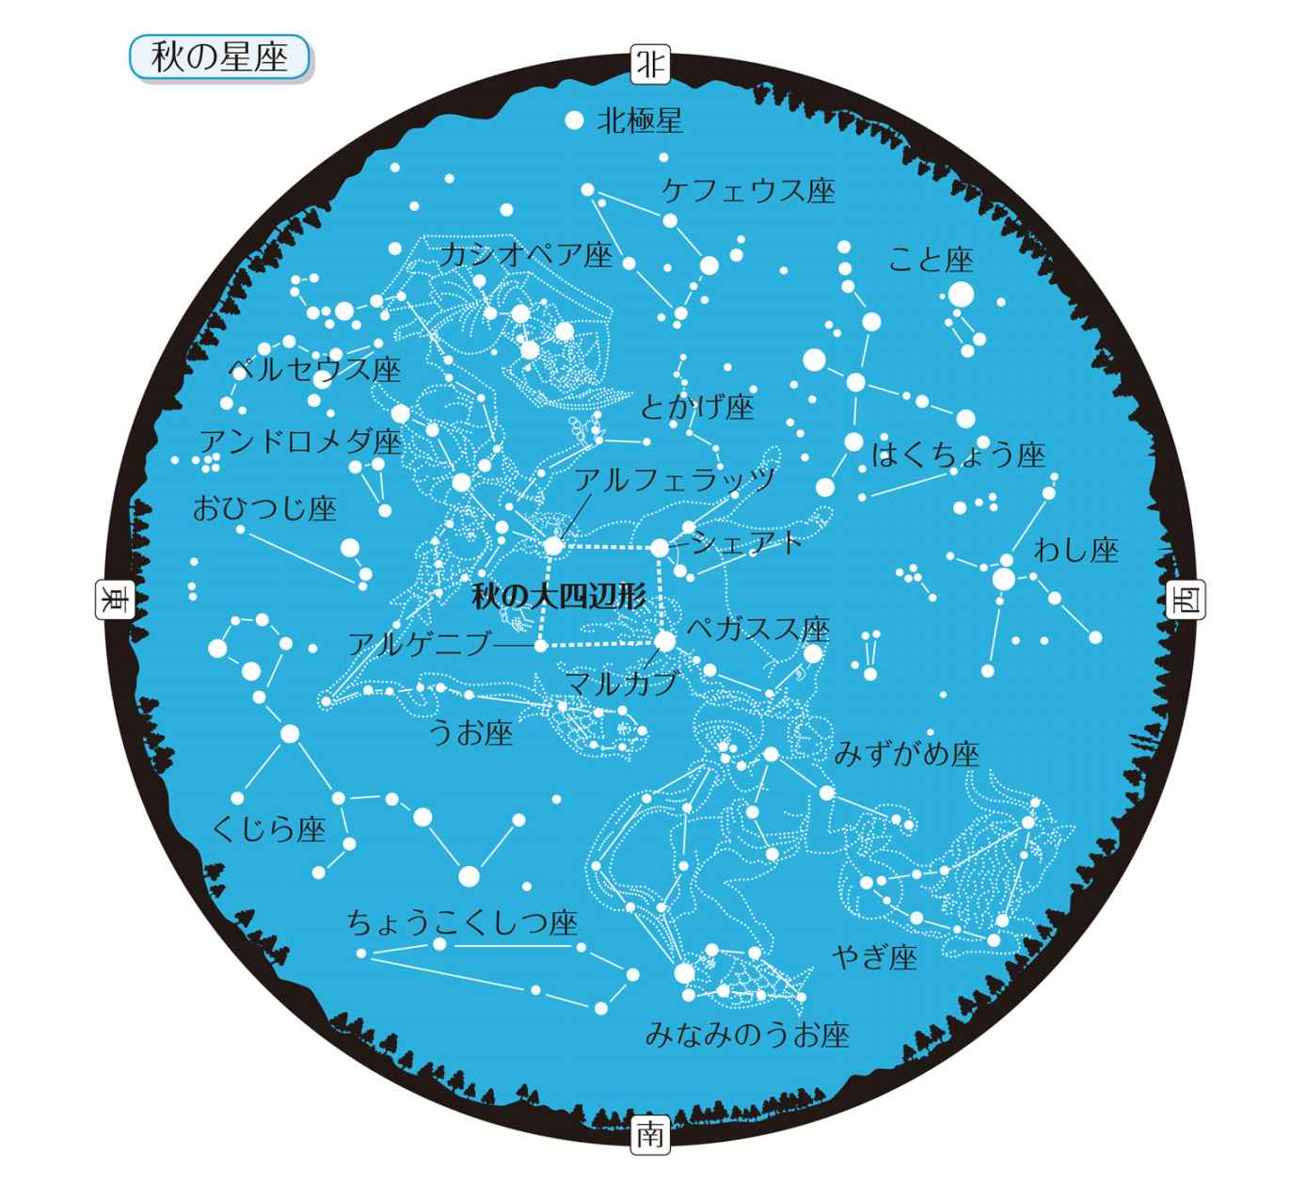 秋の星座
北
北極星
ケフェウス座
カシオペア座
こと座
ペルセウス座
とかげ座
アンドロメダ座
はくちょう座
アルフェラッツ
おひつじ座
シェアト
わし座
東
秋の大四辺形
西
ペガスス座
アルゲニブ
マルカブ
うお座
みずがめ座
くじら座
ちょうこくしつ座
やぎ座
みなみのうお座
南